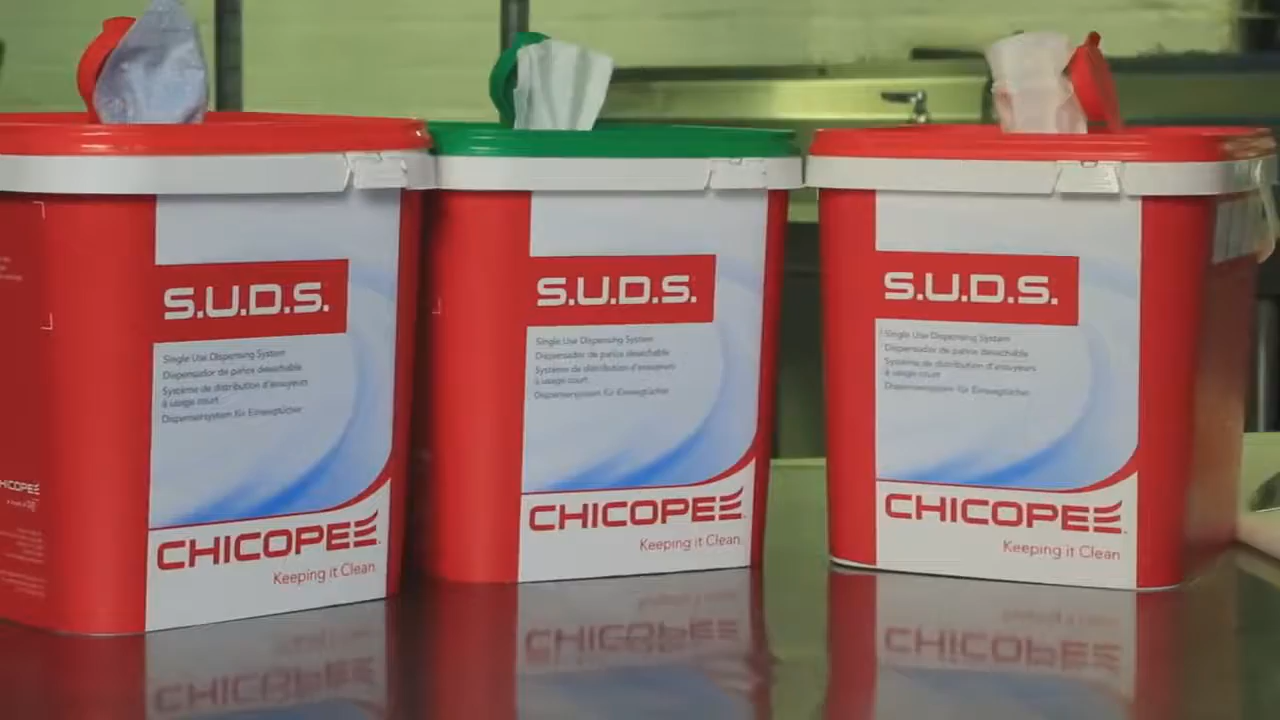 S.U.D.S.
Single Use Dispensing System
Dispensador de paños desechable
Système de distribution d'essuyeurs
à usage court
Dispensersystem für Einwegtücher
CHICOPEE
Keeping it Clean
HICOPEE
S.U.D.S.
Single Use Dispensing System
Dispensador de paños desechable
Système de distribution d'essuyeurs
à usage court
Dispensersystem für Einwegtücher
CHICOPEE
Keeping it Clean
S.U.D.S.
Single Use Dispensing System
Dispensador de paños desechable
Système de distribution d'essuyeurs
à usage court
Dispensersystem für Einwegtücher
CHICOPEE
Keeping it Clean